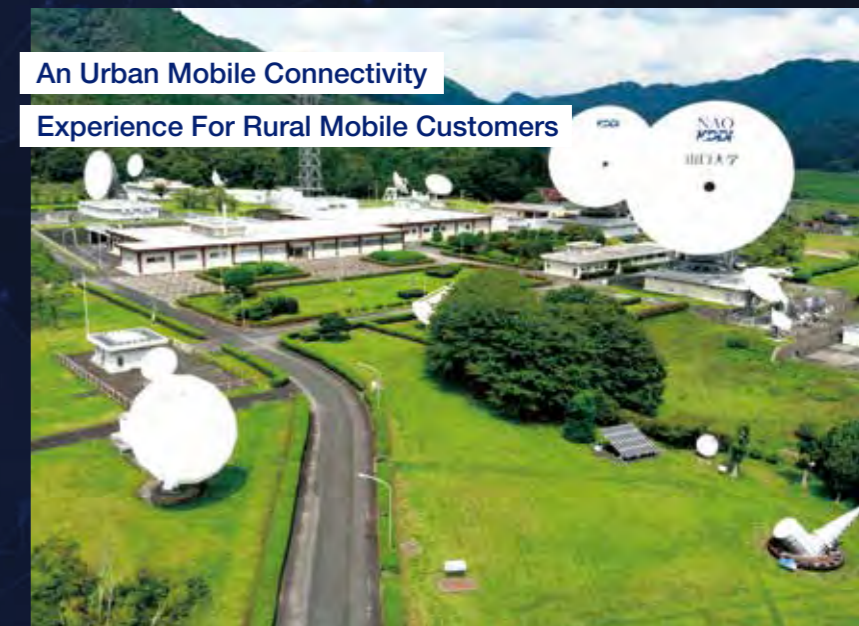 An Urban Mobile Connectivity
Experience For Rural Mobile Customers
KDDI
NAO
KDDI
山口大学